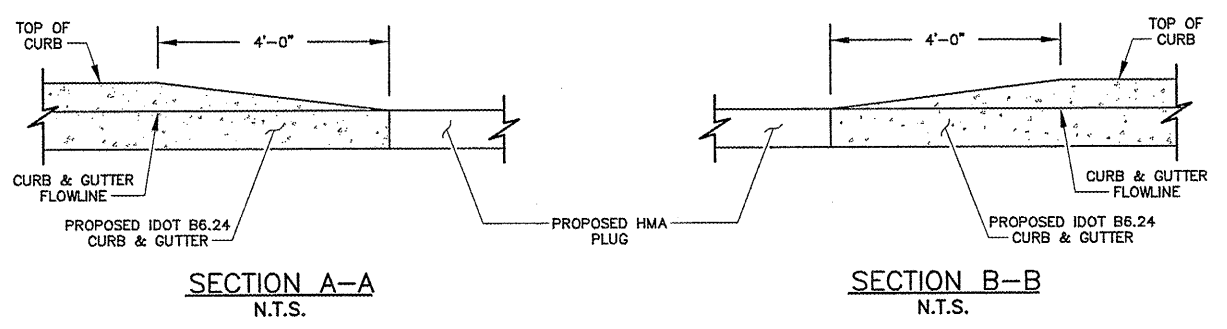 TOP OF
CURB
4'-0"
CURB & GUTTER
FLOWLINE
PROPOSED IDOT B6.24
CURB & GUTTER
SECTION A-A
N.T.S.
PROPOSED HMA
PLUG
4'-0"
TOP OF
CURB
CURB & GUTTER
FLOWLINE
PROPOSED IDOT B6.24
CURB & GUTTER
SECTION B-B
N.T.S.